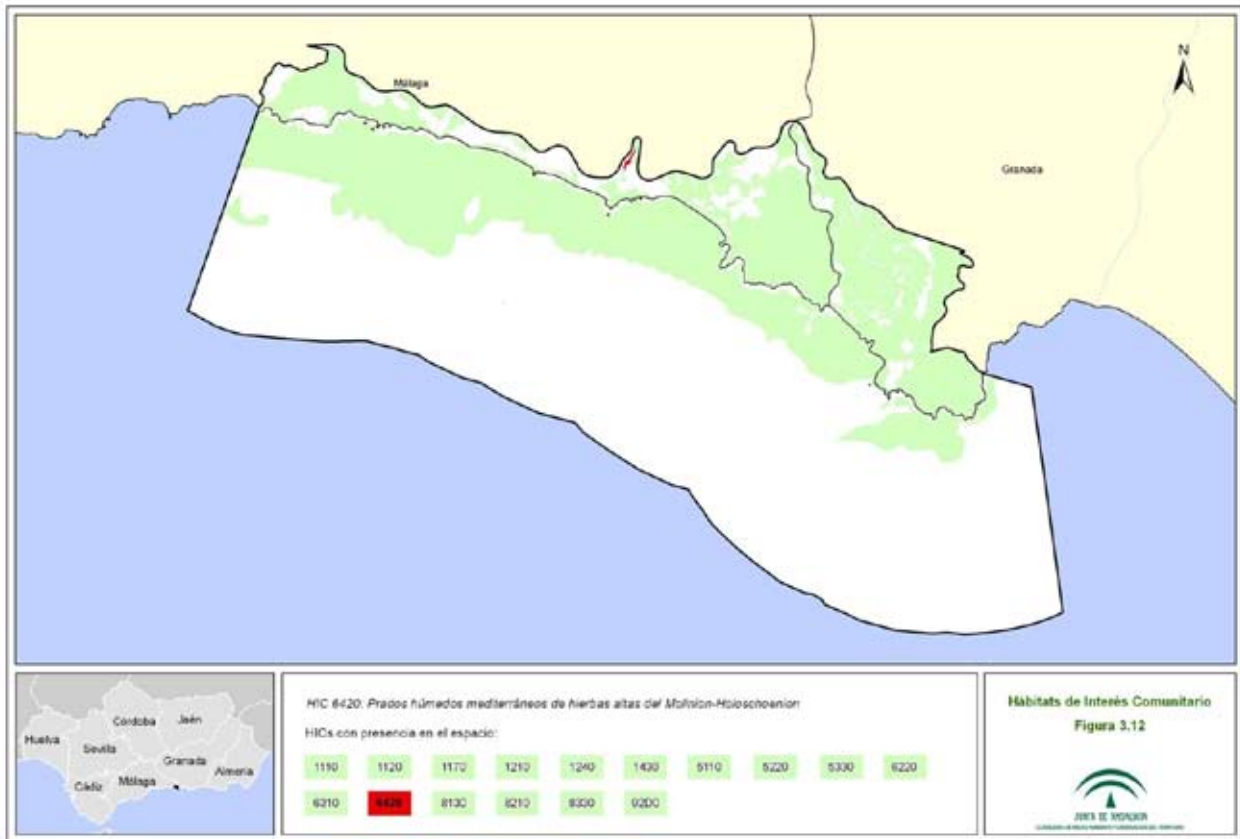 N
Málaga
Granada
Huelva
Sevilla
Córdoba
Jaén
Cádiz
Málaga
Granada
Almería
HIC 6420. Prados húmedos mediterráneos de hierbas altas del Molinion-Holoschoenion
HICs con presencia en el espacio:
1110 1120 1170 1210 1240 1430 5110 5220 5330 6220
6310 6420 8130 8210 8330 92D0
Hábitats de Interés Comunitario
Figura 3.12
JUNTA DE ANDALUCIA